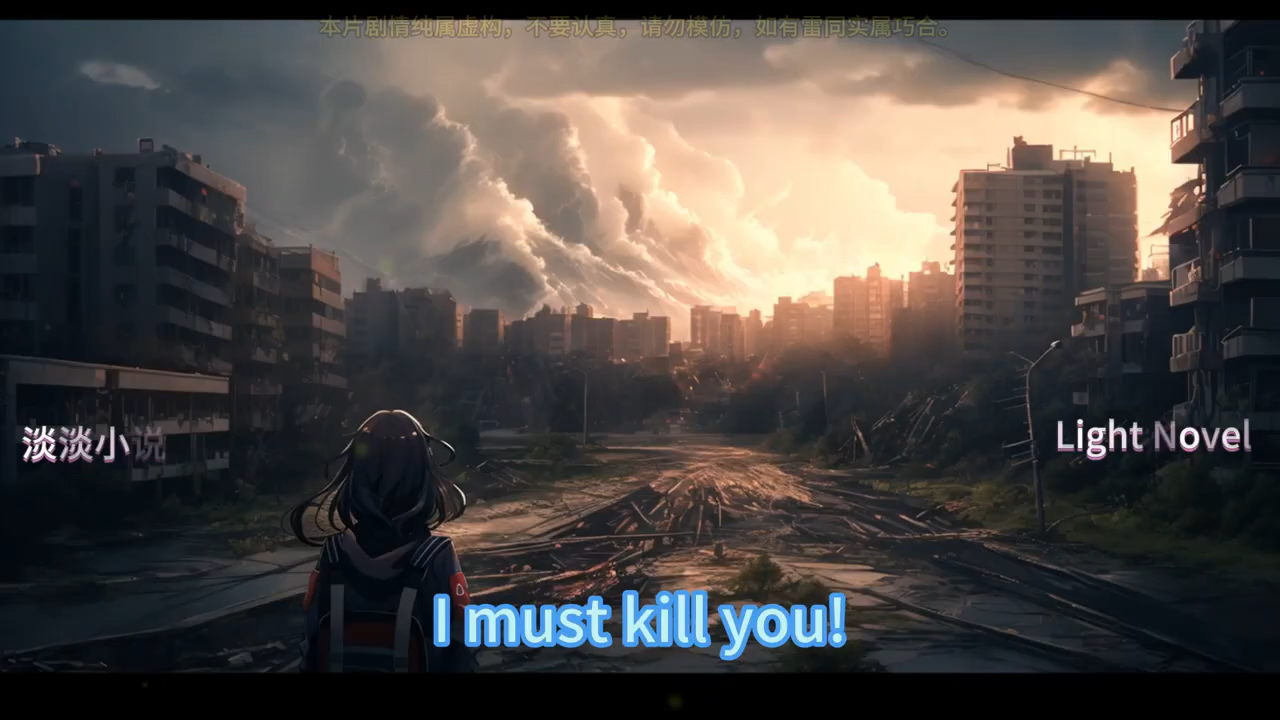 本片剧情纯属虚构，不要认真，请勿模仿，如有雷同实属巧合。
淡淡小说
Light Novel
I must kill you!